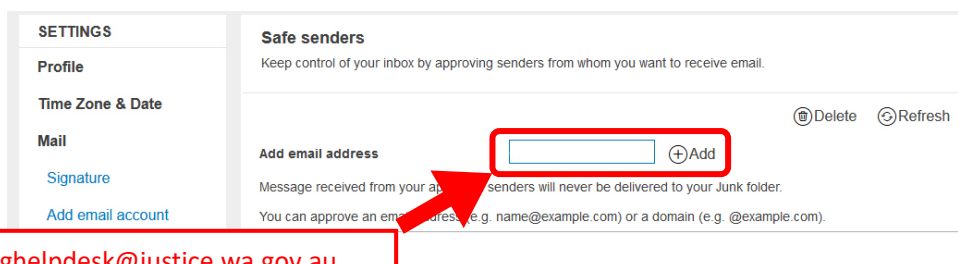 SETTINGS
Profile
Time Zone & Date
Mail
Signature
Add email account
Safe senders
Keep control of your inbox by approving senders from whom you want to receive email.
Delete Refresh
Add email address
Add
Message received from your senders will never be delivered to your Junk folder.
You can approve an (e.g. name@example.com) or a domain (e.g. @example.com).
ghelpdesk@justice.wa.gov.au